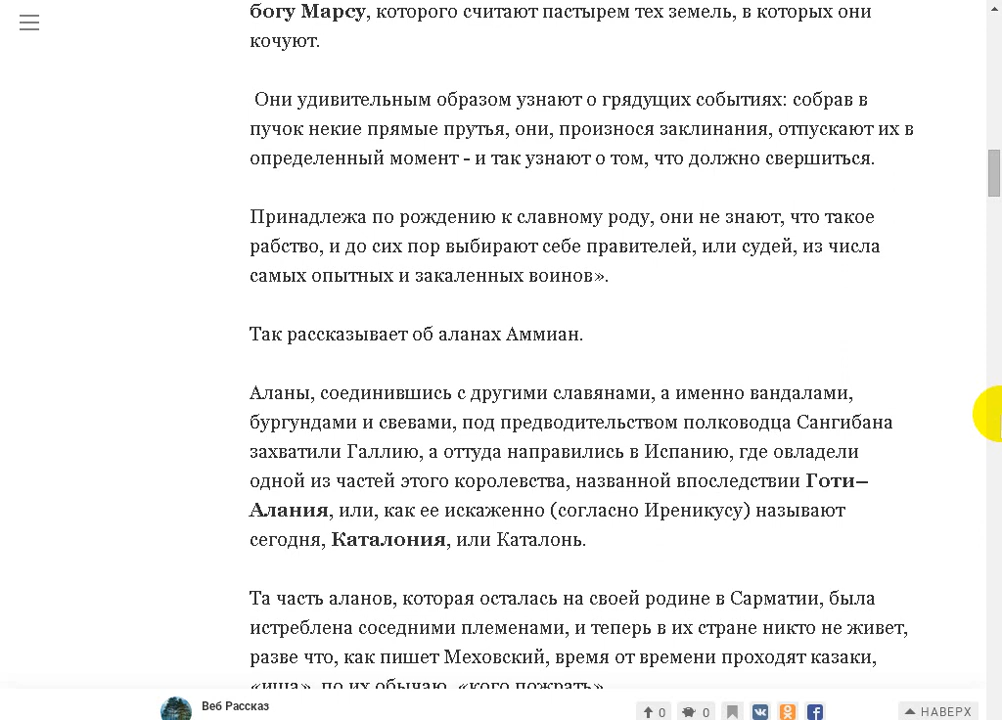 богу Марсу, которого считают пастырем тех земель, в которых они
кочуют.
Они удивительным образом узнают о грядущих событиях: собрав в
пучок некие прямые прутья, они, произнося заклинания, отпускают их в
определенный момент - и так узнают о том, что должно свершиться.
Принадлежа по рождению к славному роду, они не знают, что такое
рабство, и до сих пор выбирают себе правителей, или судей, из числа
самых опытных и закаленных воинов».
Так рассказывает об аланах Аммиан.
Аланы, соединившись с другими славянами, а именно вандалами,
бургундами и свевами, под предводительством полководца Сангибана
захватили Галлию, а оттуда направились в Испанию, где овладели
одной из частей этого королевства, названной впоследствии Готи–
Алания, или, как ее искаженно (согласно Иреникусу) называют
сегодня, Каталония, или Каталонь.
Та часть аланов, которая осталась на своей родине в Сарматии, была
истреблена соседними племенами, и теперь в их стране никто не живет,
разве что, как пишет Меховский, время от времени проходят казаки,
«ища», по их обычаю, «кого пожрать».
Веб Рассказ
0
0
НАВЕРХ